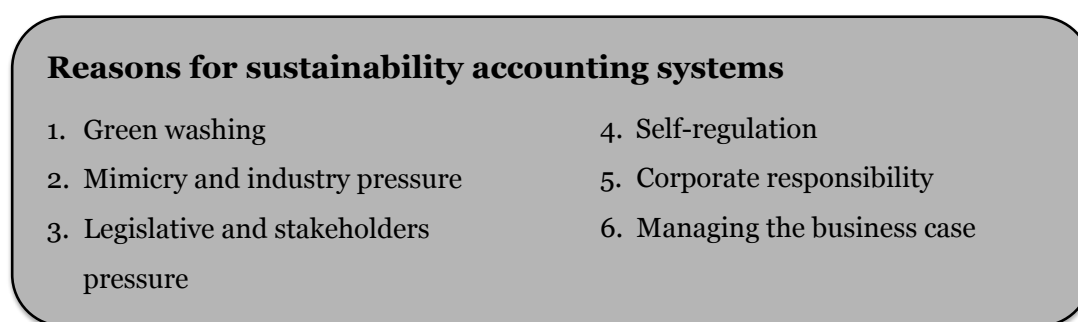 Reasons for sustainability accounting systems
1. Green washing
2. Mimicry and industry pressure
3. Legislative and stakeholders
pressure
4. Self-regulation
5. Corporate responsibility
6. Managing the business case